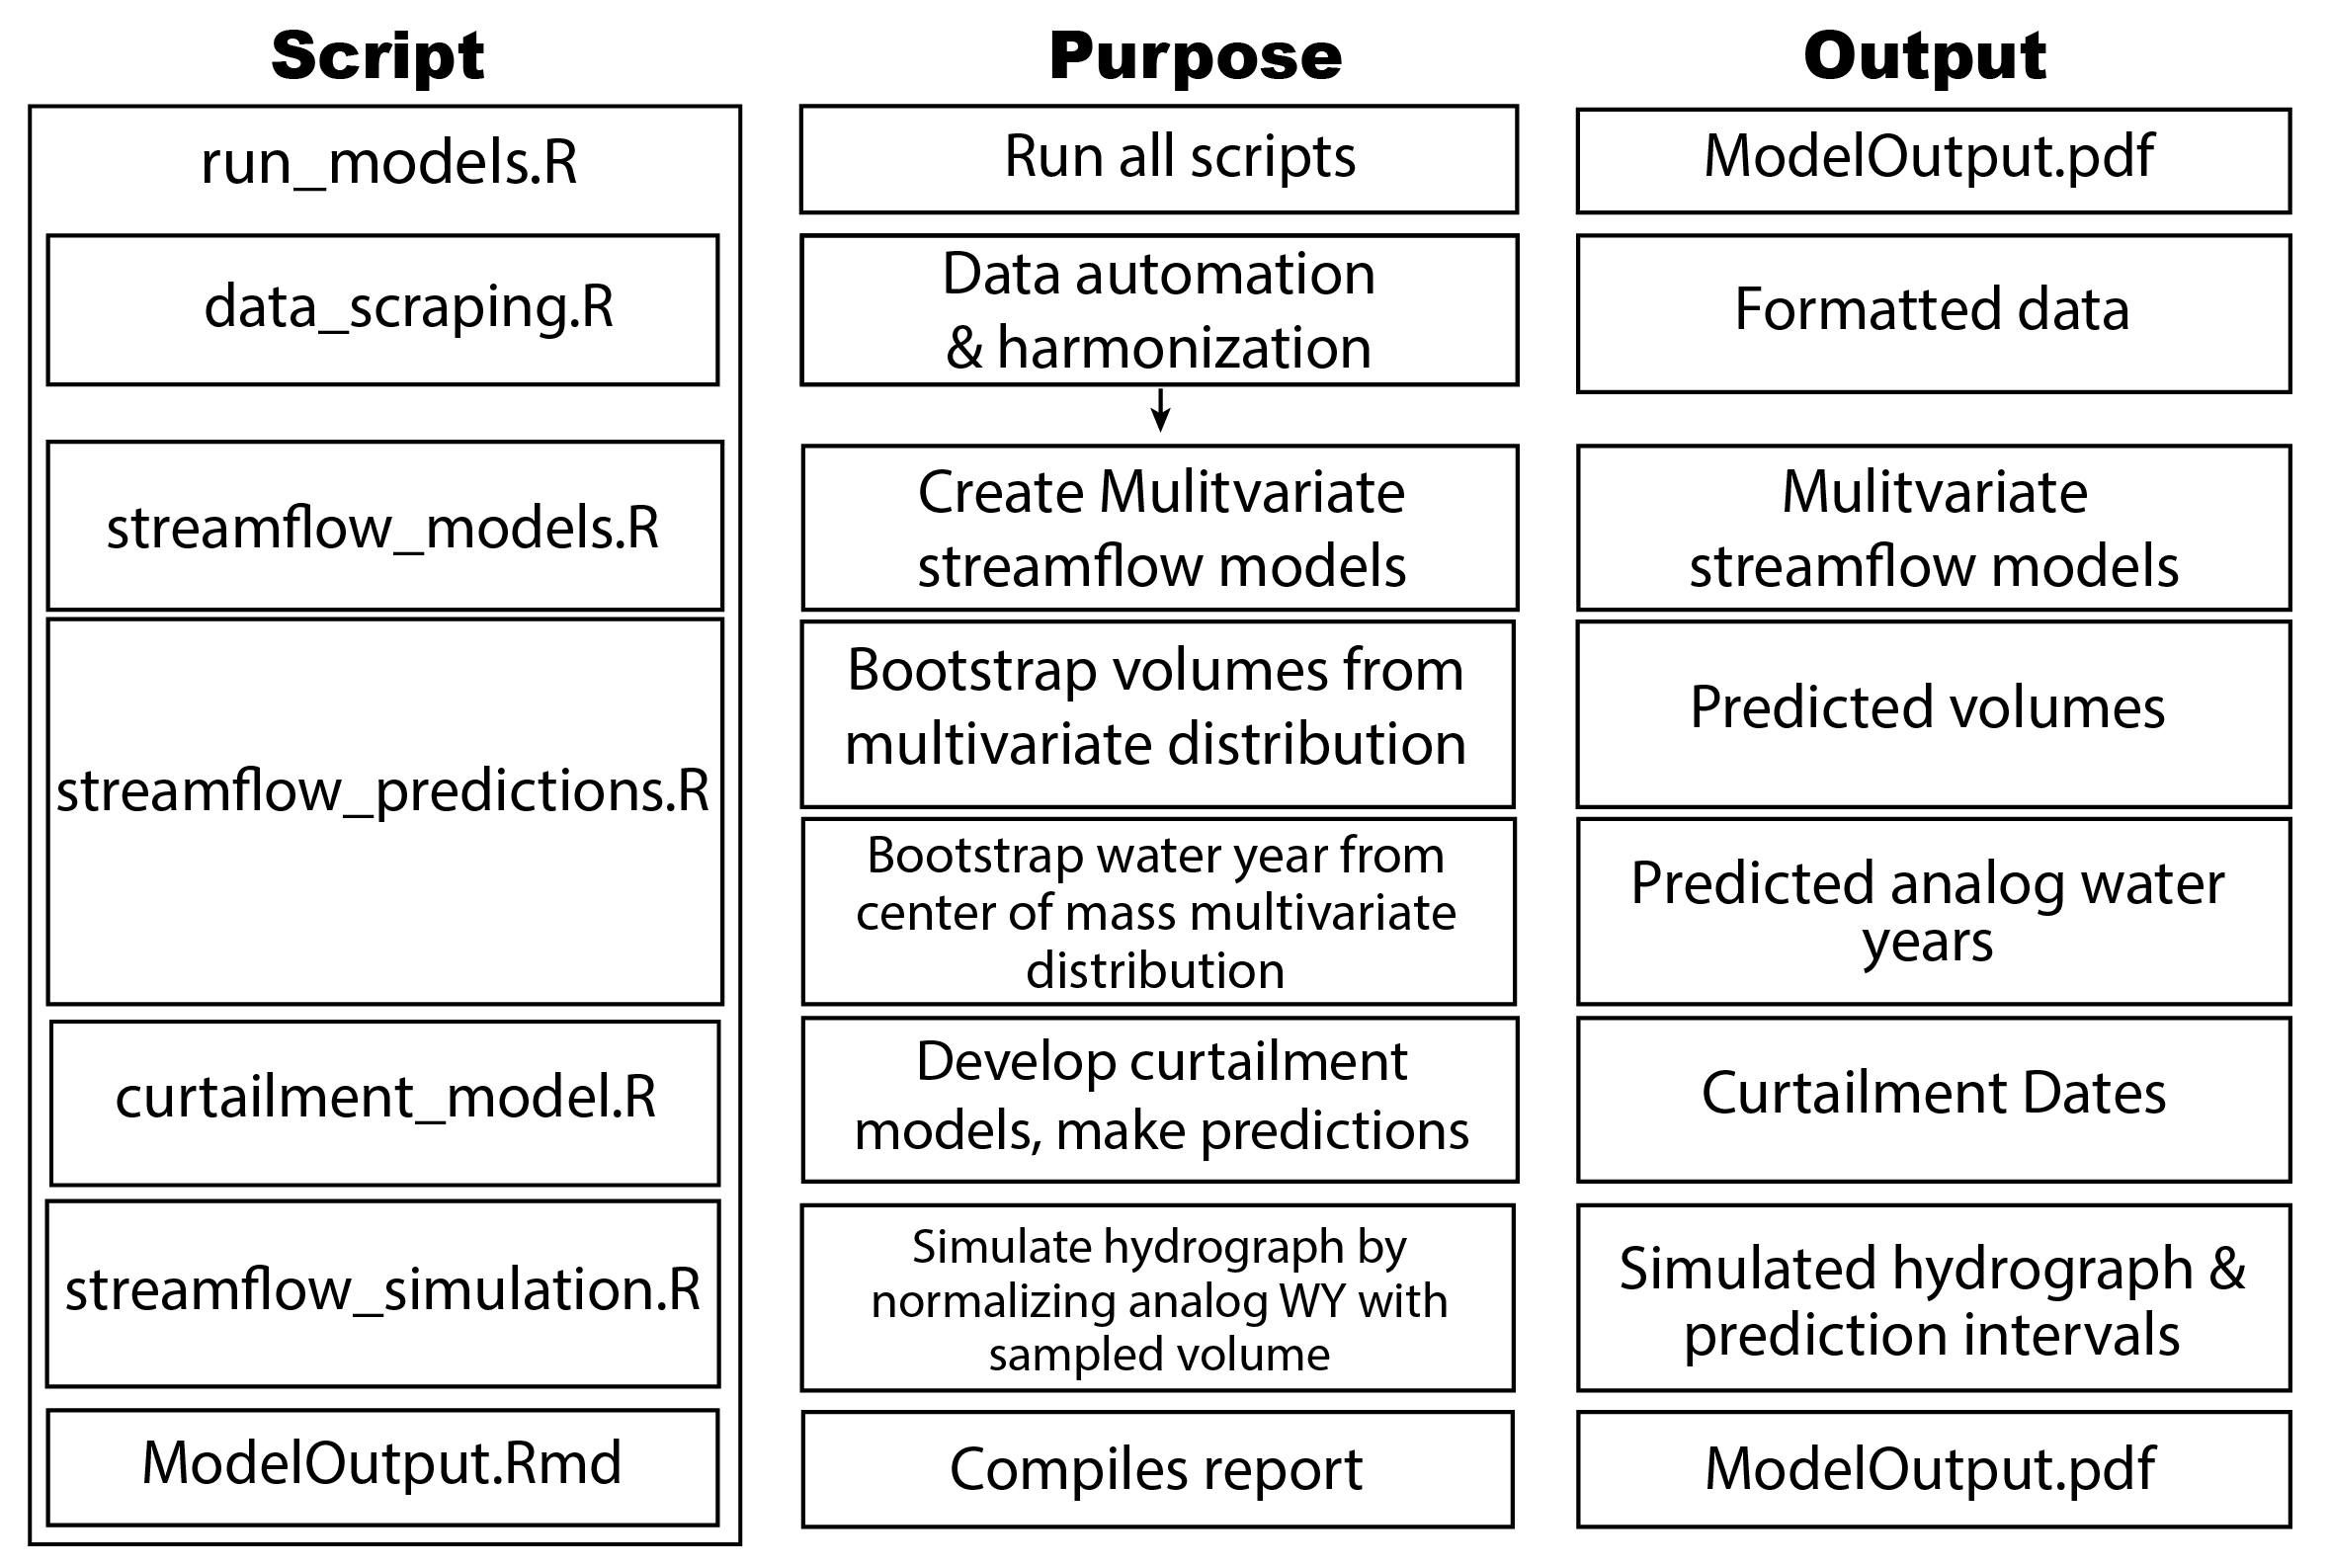 Script
Purpose
Output
run_models.R
Run all scripts
ModelOutput.pdf
data_scraping.R
Data automation
& harmonization
Formatted data
streamflow_models.R
Create Mulitvariate
streamflow models
Mulitvariate
streamflow models
streamflow_predictions.R
Bootstrap volumes from
multivariate distribution
Predicted volumes
Bootstrap water year from
center of mass multivariate
distribution
Predicted analog water
years
curtailment_model.R
Develop curtailment
models, make predictions
Curtailment Dates
streamflow_simulation.R
Simulate hydrograph by
normalizing analog WY with
sampled volume
Simulated hydrograph &
prediction intervals
ModelOutput.Rmd
Compiles report
ModelOutput.pdf